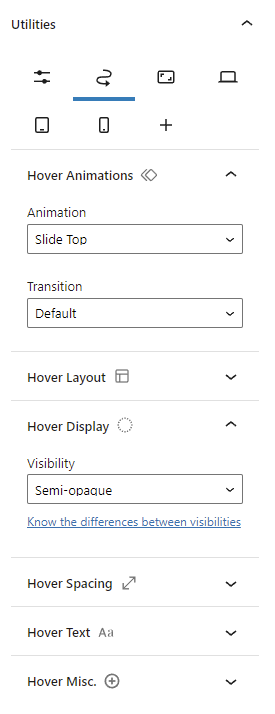 Utilities
Hover Animations
Animation
Slide Top
Transition
Default
Hover Layout
Hover Display
Visibility
Semi-opaque
Know the differences between visibilities
Hover Spacing
Hover Text Aa
Hover Misc.